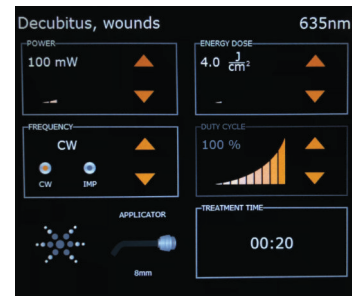 Decubitus, wounds 635nm
POWER
100 mW
ENERGY DOSE
4.0 J/cm²
FREQUENCY
CW
CW IMP
DUTY CYCLE
100 %
APPLICATOR
8mm
TREATMENT TIME
00:20